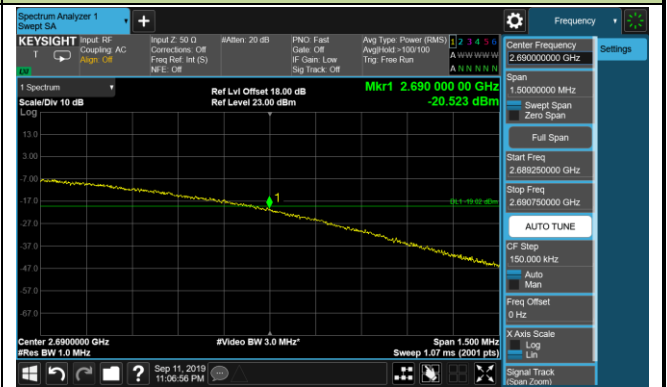 Spectrum Analyzer 1
Swept SA
Frequency
KEYSIGHT
Input: RF
Coupling: AC
Align: Off
Input Z: 50 Ω
Corrections: Off
Freq Ref: Int (S)
NFE: Off
#Atten: 20 dB
PNO: Fast
Gate: Off
IF Gain: Low
Sig Track: Off
Avg Type: Power (RMS)
Avg|Hold:>100/100
Trig: Free Run
1 2 3 4 5 6
A W W W W W
A N N N N N
1 Spectrum
Scale/Div 10 dB
Log
Ref Lvl Offset 18.00 dB
Ref Level 23.00 dBm
Mkr1 2.690 000 00 GHz
-20.523 dBm
13.0
3.00
-7.00
-17.0
-27.0
-37.0
-47.0
-57.0
-67.0
1
DL1 -19.02 dBm
Center 2.6900000 GHz
#Res BW 1.0 MHz
#Video BW 3.0 MHz*
Span 1.500 MHz
Sweep 1.07 ms (2001 pts)
Center Frequency
2.690000000 GHz
Settings
Span
1.50000000 MHz
Swept Span
Zero Span
Full Span
Start Freq
2.689250000 GHz
Stop Freq
2.690750000 GHz
AUTO TUNE
CF Step
150.000 kHz
Auto
Man
Freq Offset
0 Hz
X Axis Scale
Log
Lin
Signal Track
(Span Zoom)
Sep 11, 2019
11:06:56 PM